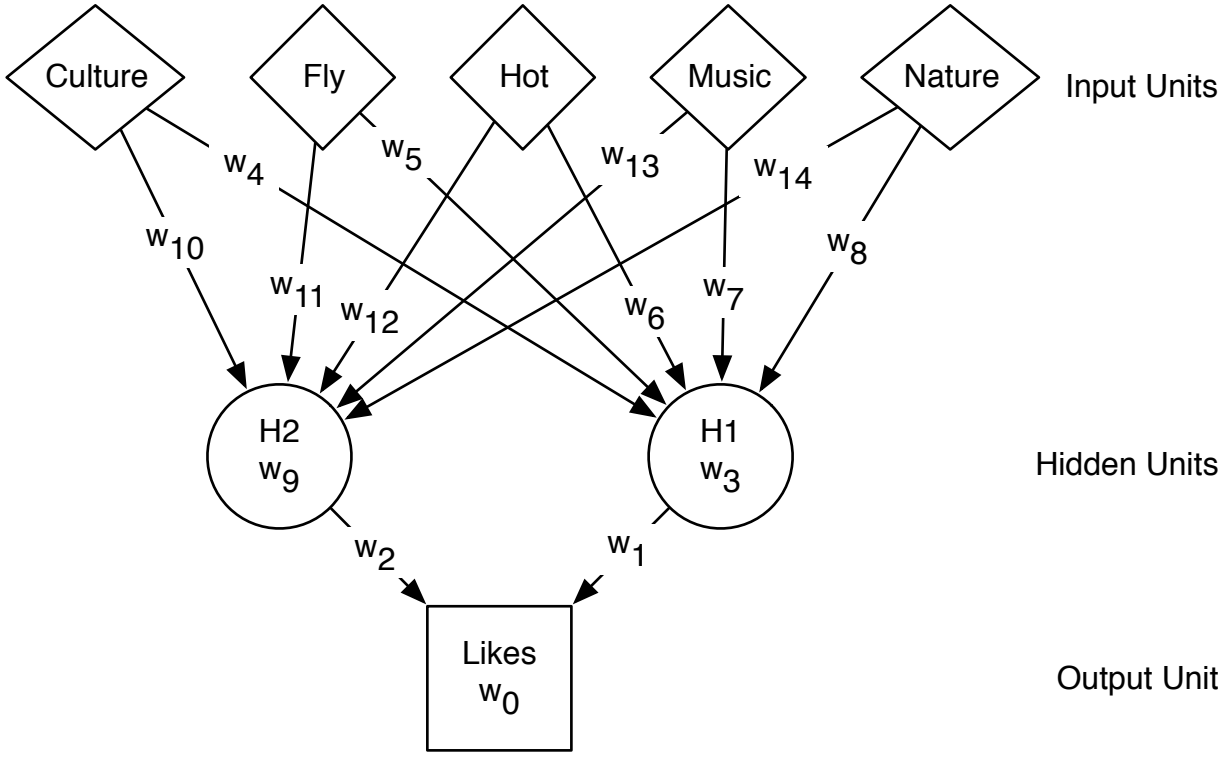 Culture Fly Hot Music Nature Input Units
w4 w5 w13 w14
w10 w8
w11 w12 w6 w7
H2 H1
w9 w3 Hidden Units
w2 w1
Likes
w0 Output Unit